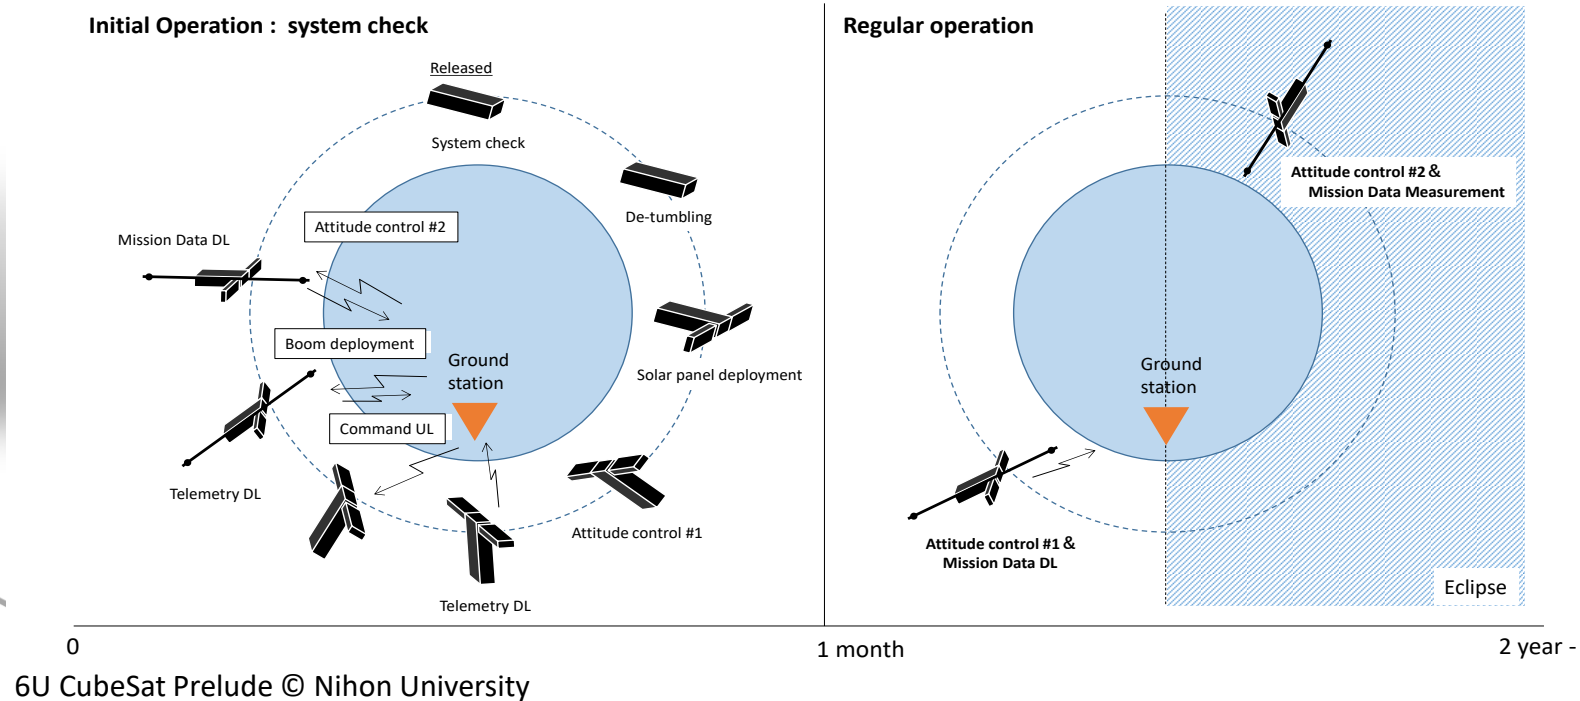 Initial Operation : system check
Released
System check
De-tumbling
Attitude control #2
Mission Data DL
Boom deployment
Ground
station
Solar panel deployment
Command UL
Telemetry DL
Attitude control #1
Telemetry DL
Regular operation
Attitude control #2 &
Mission Data Measurement
Ground
station
Attitude control #1 &
Mission Data DL
Eclipse
0
1 month
2 year -
6U CubeSat Prelude © Nihon University